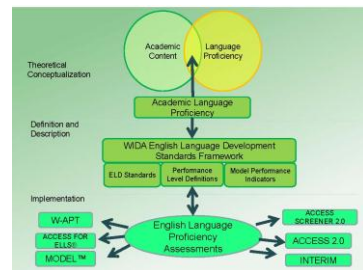 Academic
Content
Language
Proficiency
Theoretical
Conceptualization
Academic Language
Proficiency
Definition and
Description
WIDA English Language Development
Standards Framework
ELD Standards
Performance
Level Definitions
Model Performance
Indicators
Implementation
W-APT
ACCESS FOR
ELLS®
MODEL™
English Language
Proficiency
Assessments
ACCESS
SCREENER 2.0
ACCESS 2.0
INTERIM